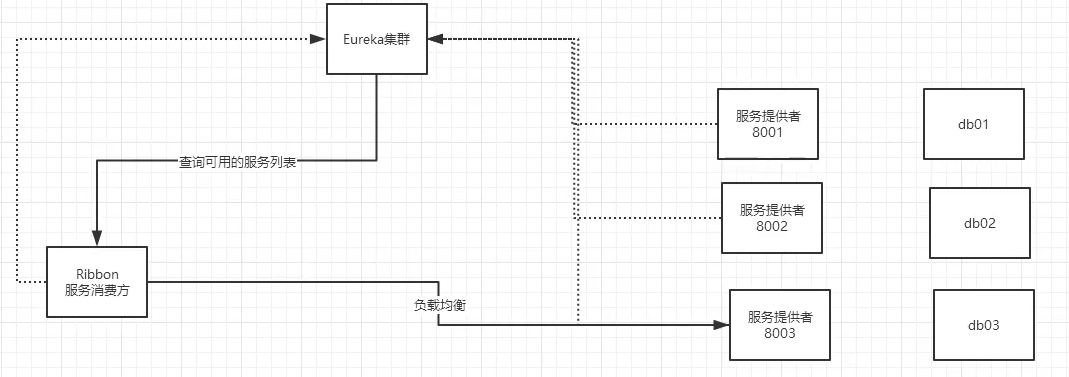 Eureka集群
服务提供者
8001
db01
查询可用的服务列表
服务提供者
8002
db02
Ribbon
服务消费方
负载均衡
服务提供者
8003
db03